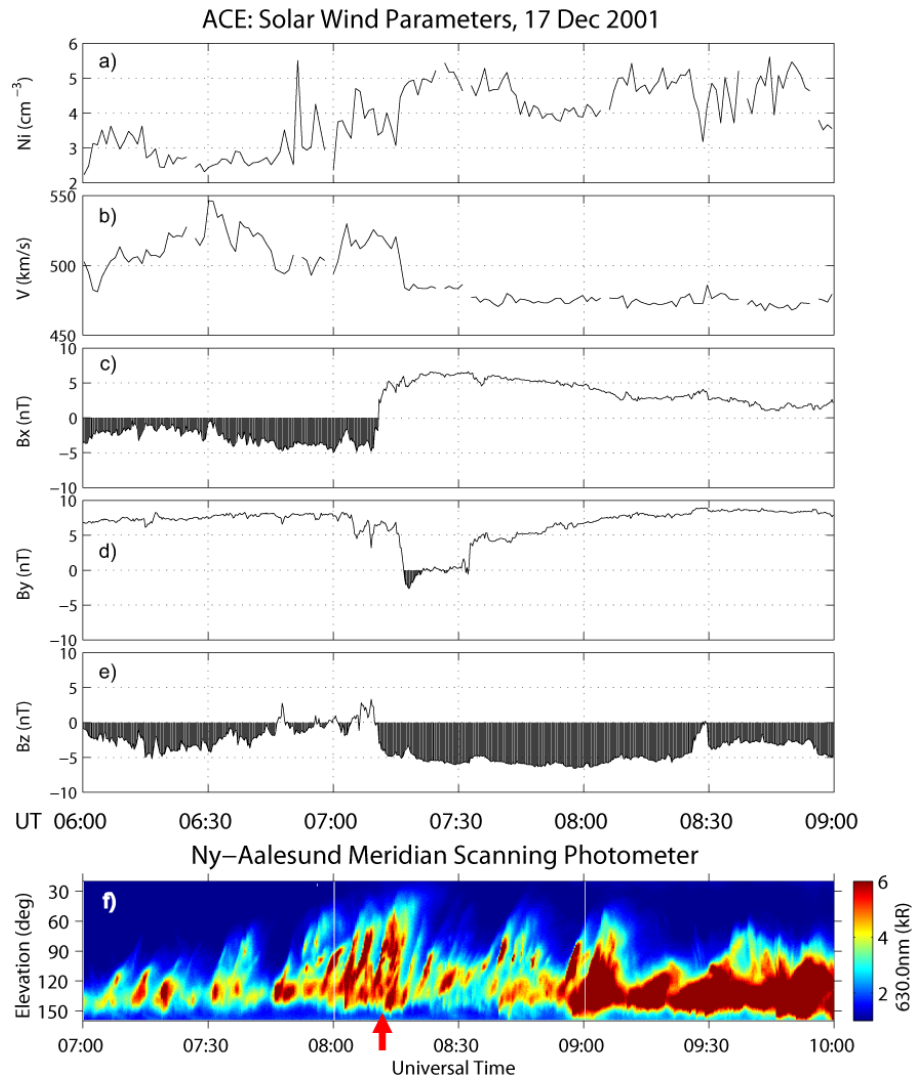 ACE: Solar Wind Parameters, 17 Dec 2001
a)
Ni (cm⁻³)
6
5
4
3
2
b)
V (km/s)
550
500
450
c)
Bx (nT)
10
5
0
−5
−10
d)
By (nT)
10
5
0
−5
−10
e)
Bz (nT)
10
5
0
−5
−10
UT 06:00 06:30 07:00 07:30 08:00 08:30 09:00
Ny−Aalesund Meridian Scanning Photometer
f)
Elevation (deg)
30
60
90
120
150
6
4
2
630.0nm (kR)
07:00 07:30 08:00 08:30 09:00 09:30 10:00
Universal Time